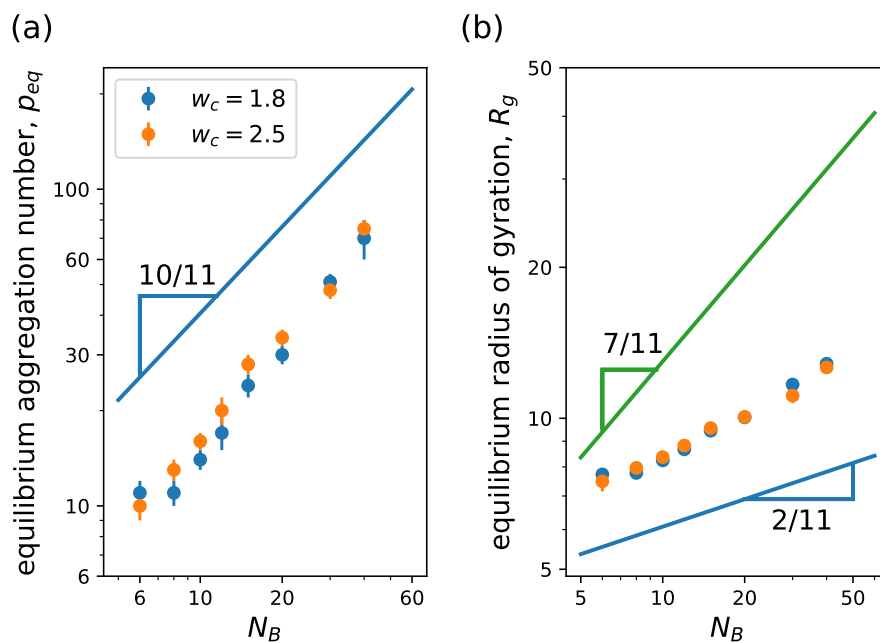 (a)
equilibrium aggregation number, p_eq
100
60
30
10
6
w_c = 1.8
w_c = 2.5
10/11
6
10
20
60
N_B
(b)
equilibrium radius of gyration, R_g
50
20
10
5
7/11
2/11
5
10
20
50
N_B